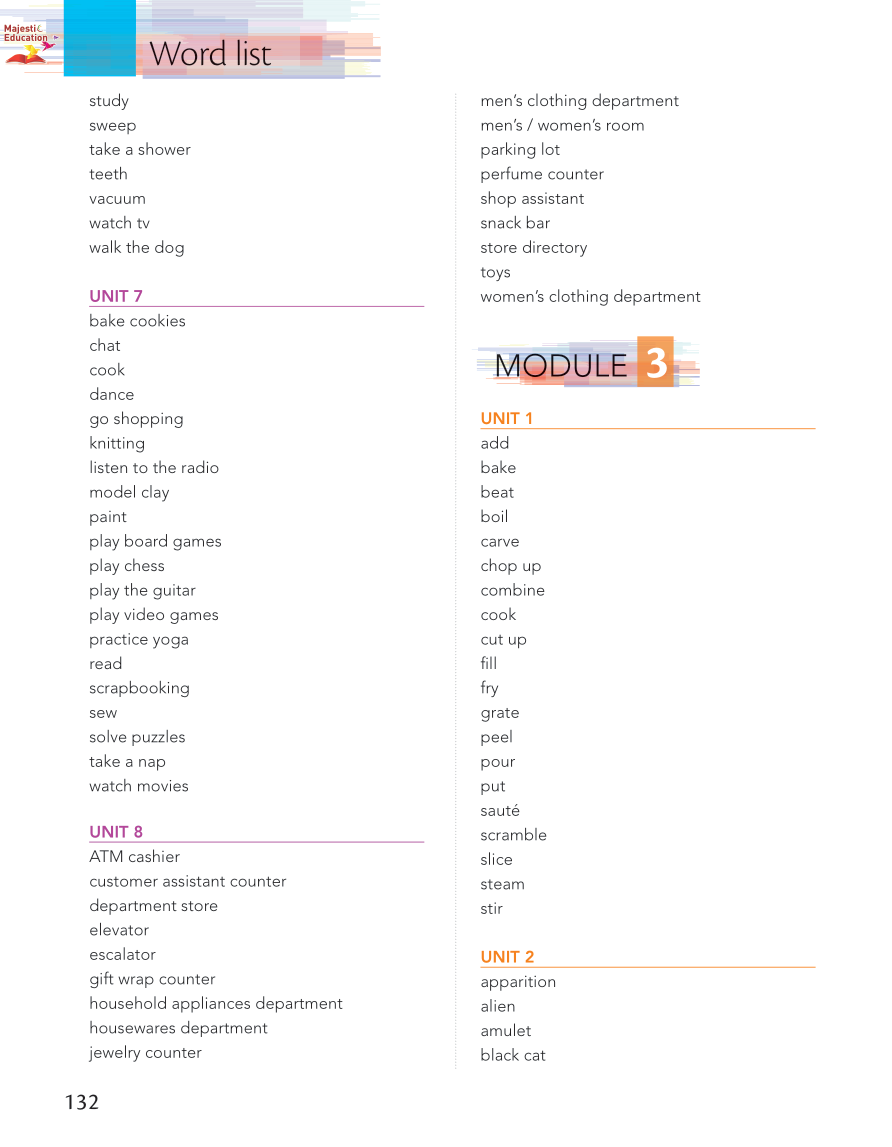 Majestic
Education
Word list
study
sweep
take a shower
teeth
vacuum
watch tv
walk the dog
UNIT 7
bake cookies
chat
cook
dance
go shopping
knitting
listen to the radio
model clay
paint
play board games
play chess
play the guitar
play video games
practice yoga
read
scrapbooking
sew
solve puzzles
take a nap
watch movies
UNIT 8
ATM cashier
customer assistant counter
department store
elevator
escalator
gift wrap counter
household appliances department
housewares department
jewelry counter
men’s clothing department
men’s / women’s room
parking lot
perfume counter
shop assistant
snack bar
store directory
toys
women’s clothing department
MODULE 3
UNIT 1
add
bake
beat
boil
carve
chop up
combine
cook
cut up
fill
fry
grate
peel
pour
put
sauté
scramble
slice
steam
stir
UNIT 2
apparition
alien
amulet
black cat
132